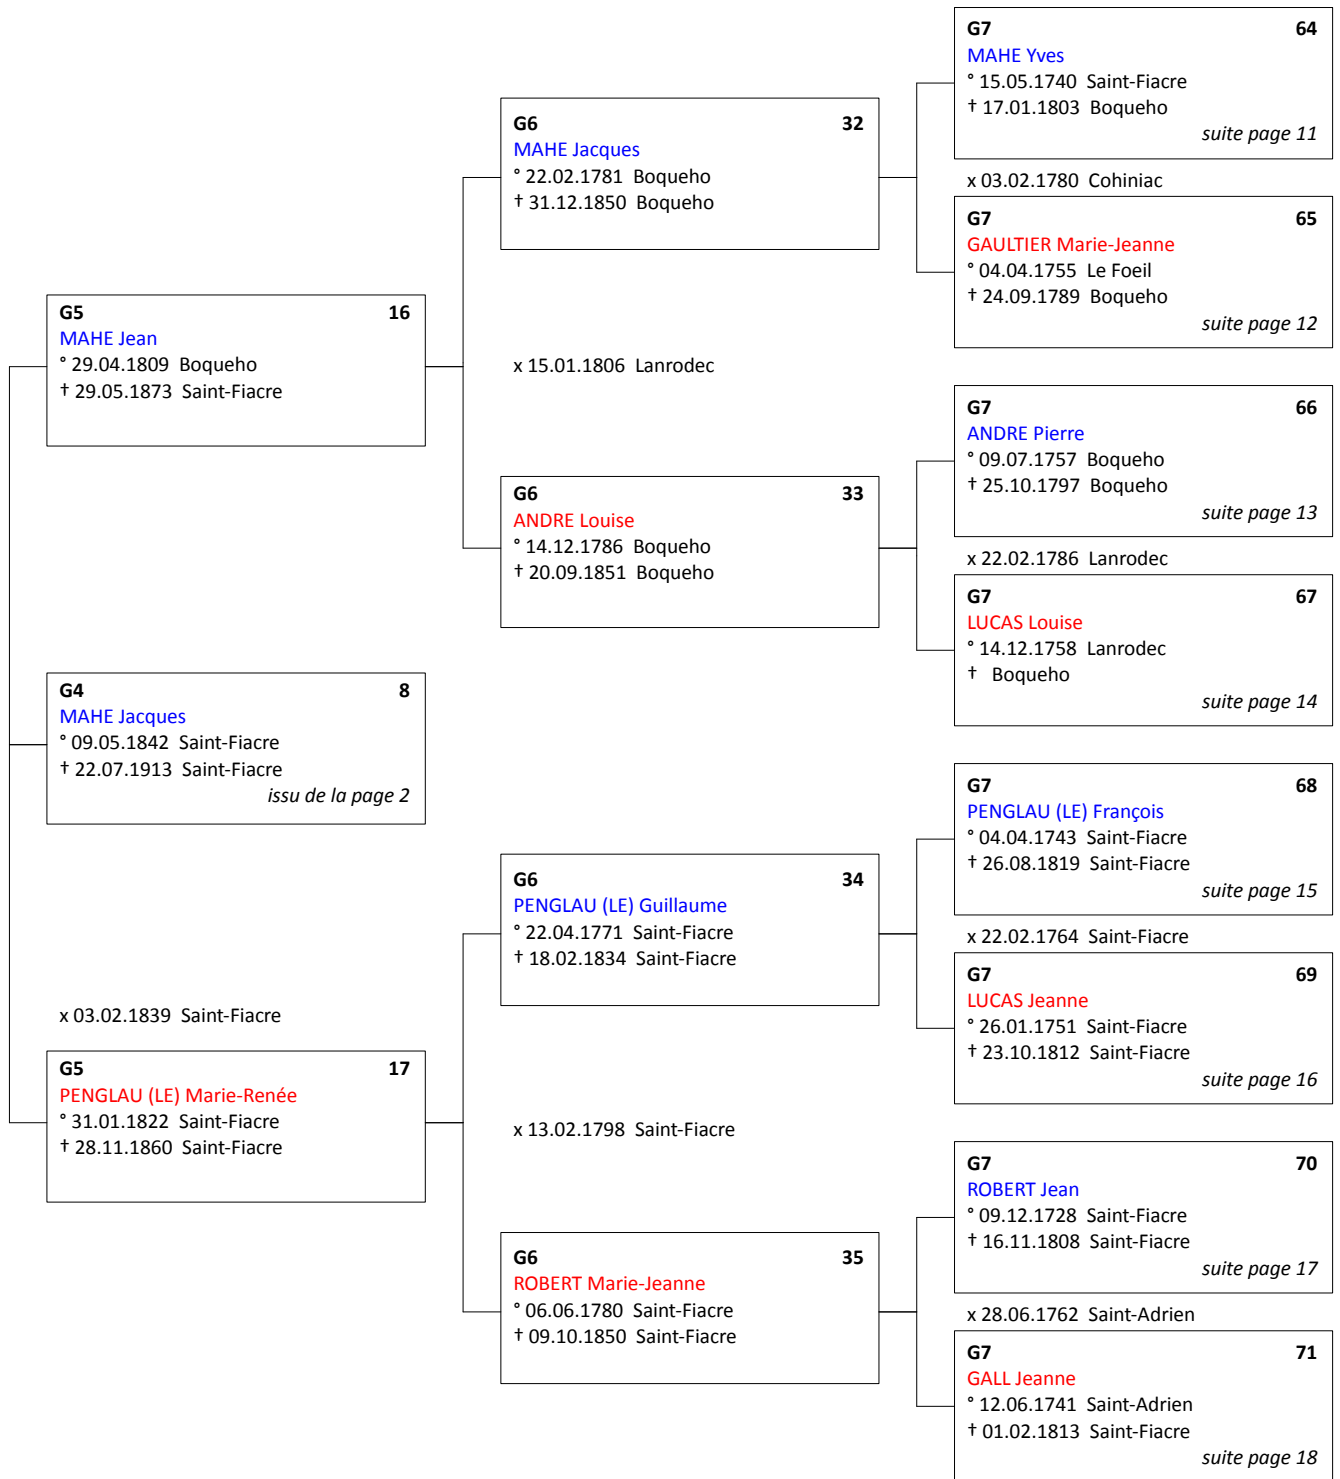 G5 16
MAHE Jean
° 29.04.1809 Boqueho
† 29.05.1873 Saint-Fiacre
G4 8
MAHE Jacques
° 09.05.1842 Saint-Fiacre
† 22.07.1913 Saint-Fiacre
issu de la page 2
x 03.02.1839 Saint-Fiacre
G5 17
PENGLAU (LE) Marie-Renée
° 31.01.1822 Saint-Fiacre
† 28.11.1860 Saint-Fiacre
G6 32
MAHE Jacques
° 22.02.1781 Boqueho
† 31.12.1850 Boqueho
x 15.01.1806 Lanrodec
G6 33
ANDRE Louise
° 14.12.1786 Boqueho
† 20.09.1851 Boqueho
G6 34
PENGLAU (LE) Guillaume
° 22.04.1771 Saint-Fiacre
† 18.02.1834 Saint-Fiacre
x 13.02.1798 Saint-Fiacre
G6 35
ROBERT Marie-Jeanne
° 06.06.1780 Saint-Fiacre
† 09.10.1850 Saint-Fiacre
G7 64
MAHE Yves
° 15.05.1740 Saint-Fiacre
† 17.01.1803 Boqueho
suite page 11
x 03.02.1780 Cohiniac
G7 65
GAULTIER Marie-Jeanne
° 04.04.1755 Le Foeil
† 24.09.1789 Boqueho
suite page 12
G7 66
ANDRE Pierre
° 09.07.1757 Boqueho
† 25.10.1797 Boqueho
suite page 13
x 22.02.1786 Lanrodec
G7 67
LUCAS Louise
° 14.12.1758 Lanrodec
† Boqueho
suite page 14
G7 68
PENGLAU (LE) François
° 04.04.1743 Saint-Fiacre
† 26.08.1819 Saint-Fiacre
suite page 15
x 22.02.1764 Saint-Fiacre
G7 69
LUCAS Jeanne
° 26.01.1751 Saint-Fiacre
† 23.10.1812 Saint-Fiacre
suite page 16
G7 70
ROBERT Jean
° 09.12.1728 Saint-Fiacre
† 16.11.1808 Saint-Fiacre
suite page 17
x 28.06.1762 Saint-Adrien
G7 71
GALL Jeanne
° 12.06.1741 Saint-Adrien
† 01.02.1813 Saint-Fiacre
suite page 18